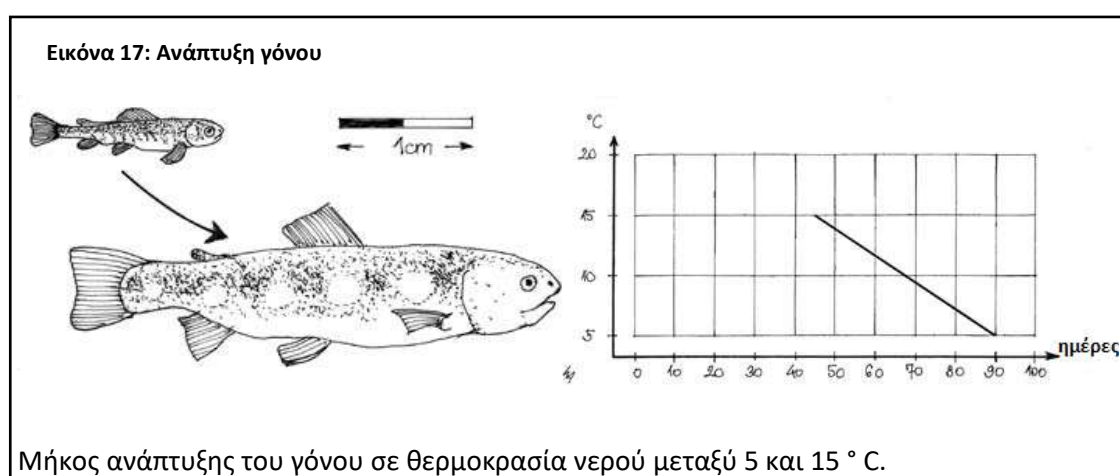 Εικόνα 17: Ανάπτυξη γόνου
1cm
°C
20
15
10
5
0 10 20 30 40 50 60 70 80 90 100
ημέρες
Μήκος ανάπτυξης του γόνου σε θερμοκρασία νερού μεταξύ 5 και 15 ° C.